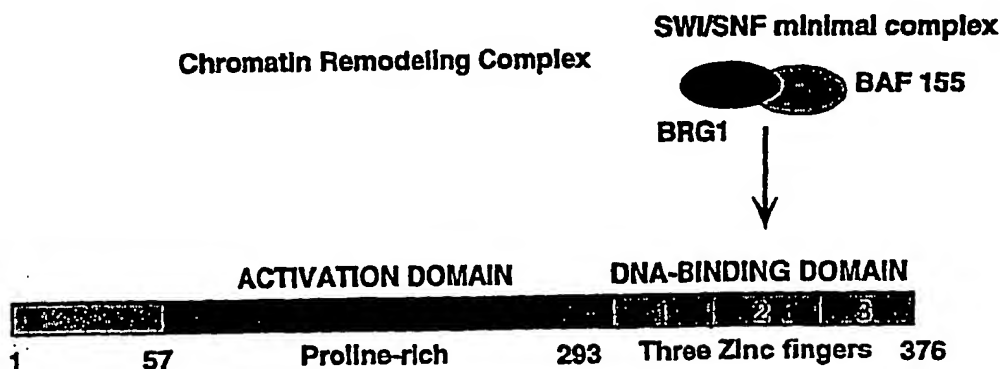 SWI/SNF minimal complex
Chromatin Remodeling Complex
BAF 155
BRG1
ACTIVATION DOMAIN DNA-BINDING DOMAIN
1 2 3
1 57 Proline-rich 293 Three Zinc fingers 376